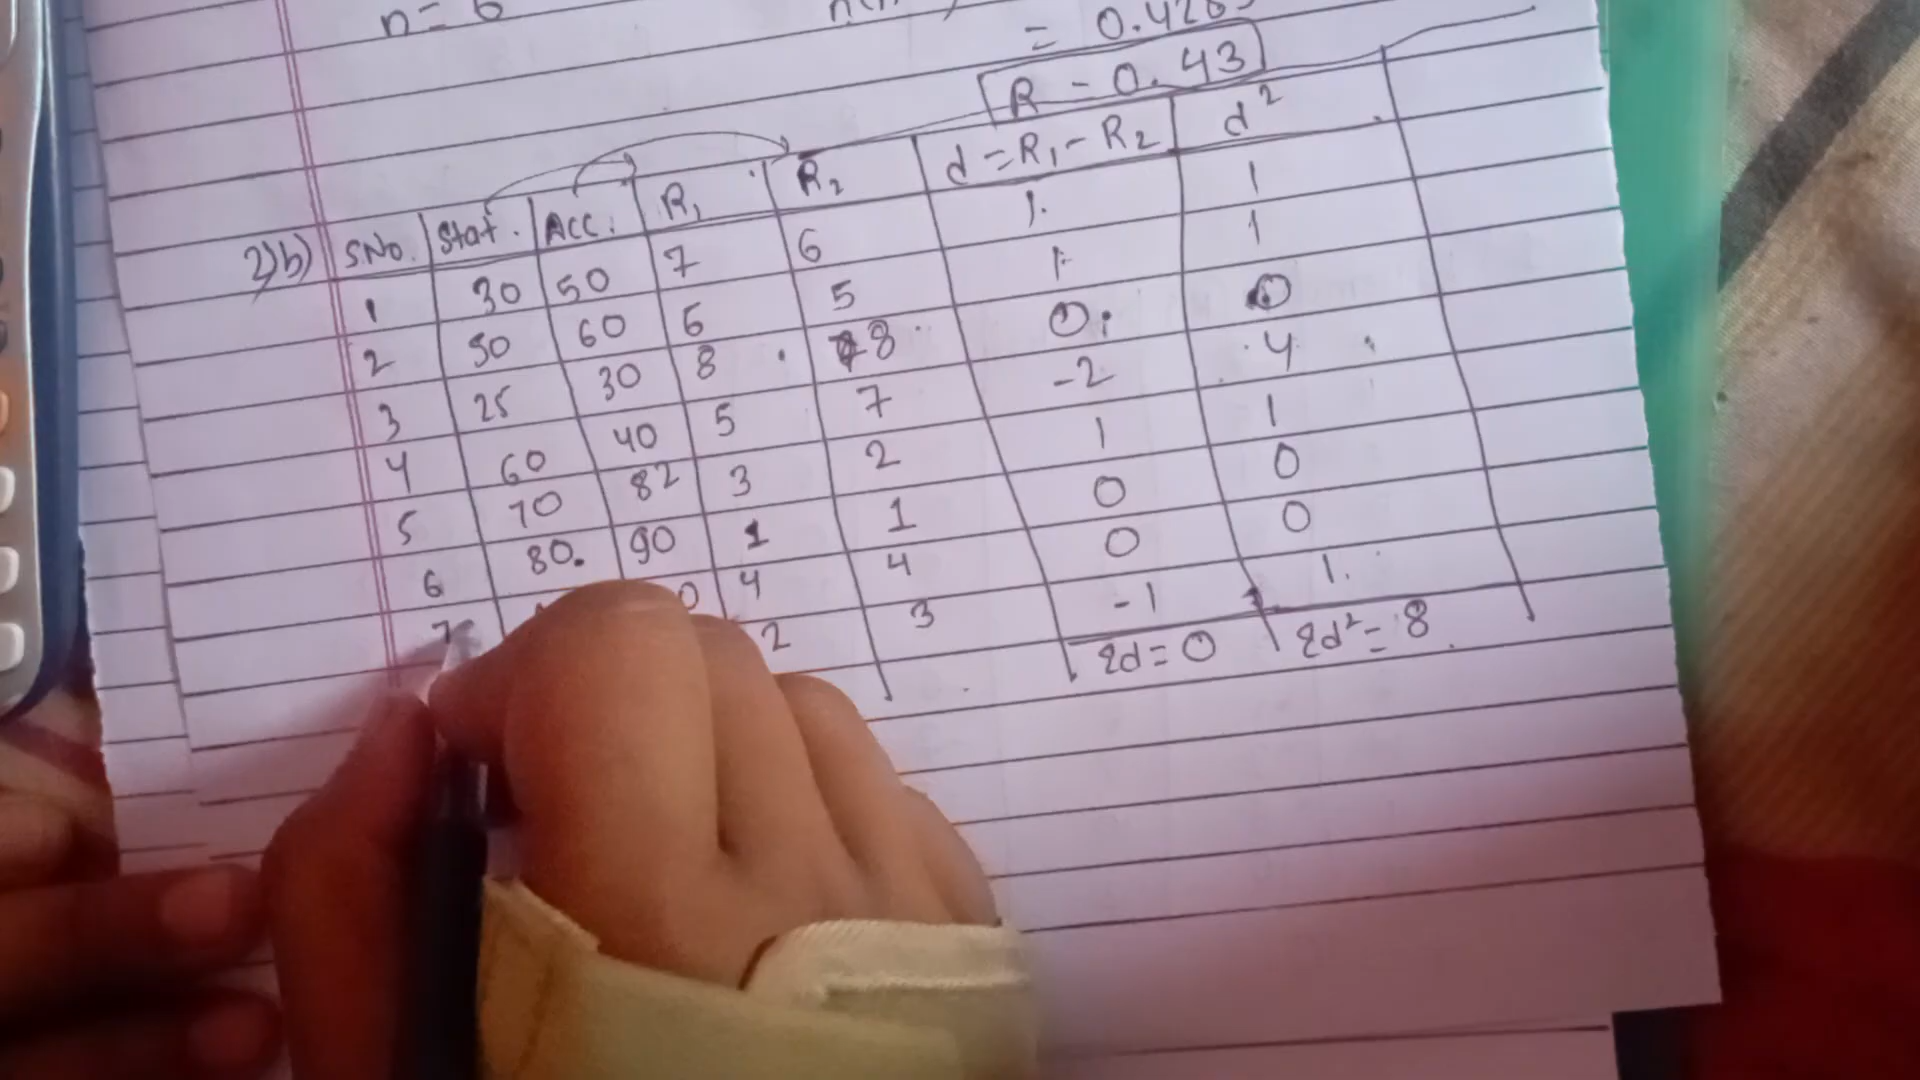 n = 6
= 0.428
R = 0.43
2)b) SNo. Stat. Acc. R₁ R₂ d = R₁ - R₂ d²
1 30 50 7 6 1 1
2 50 60 6 5 1 1
3 25 30 8 8 0 0
4 60 40 5 7 -2 4
5 70 82 3 2 1 1
6 80 90 1 1 0 0
7 4 4 0 0
2 3 -1 1
Σd = 0 Σd² = 8